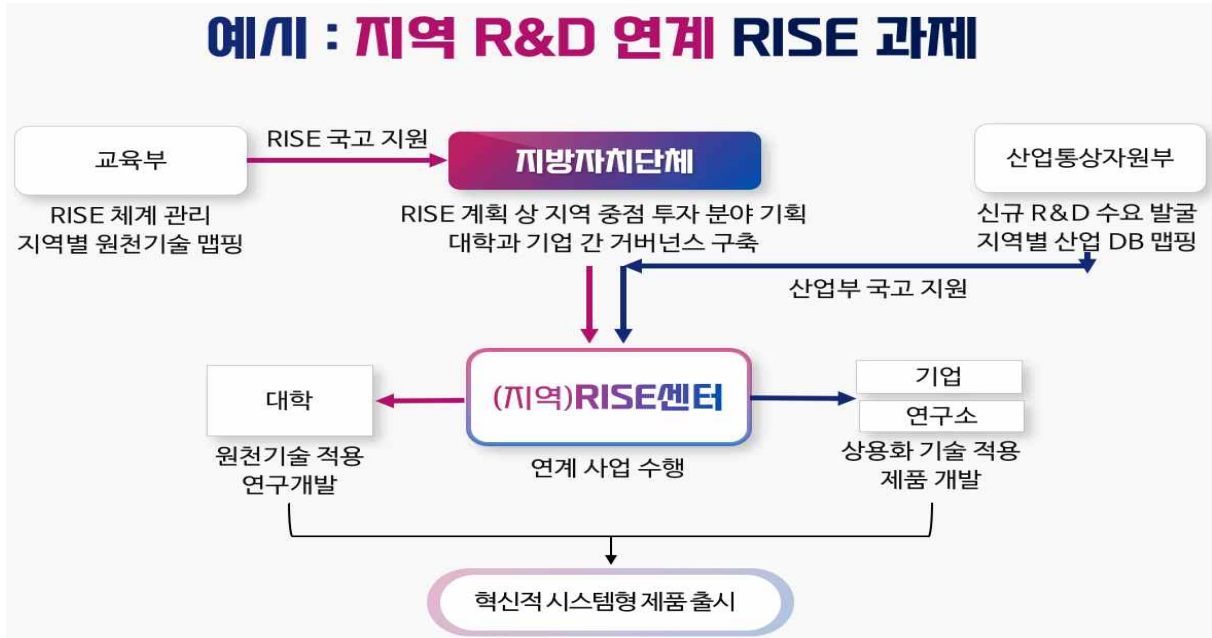 예시 : 지역 R&D 연계 RISE 과제
교육부
RISE 국고 지원
지방자치단체
산업통상자원부
RISE 체계 관리
지역별 원천기술 맵핑
RISE 계획 상 지역 중점 투자 분야 기획
대학과 기업 간 거버넌스 구축
신규 R&D 수요 발굴
지역별 산업 DB 맵핑
산업부 국고 지원
대학
(지역)RISE센터
기업
연구소
원천기술 적용
연구개발
연계 사업 수행
상용화 기술 적용
제품 개발
혁신적 시스템형 제품 출시